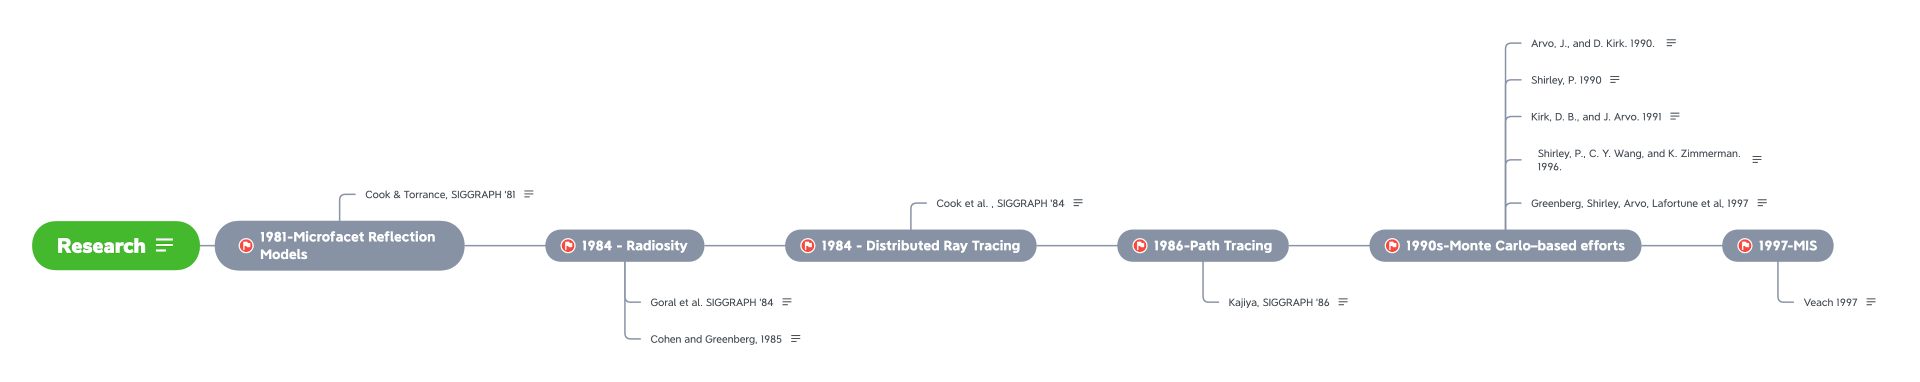 Research
1981-Microfacet Reflection
Models
Cook & Torrance, SIGGRAPH '81
1984 - Radiosity
Goral et al. SIGGRAPH '84
Cohen and Greenberg, 1985
1984 - Distributed Ray Tracing
Cook et al. , SIGGRAPH '84
1986-Path Tracing
Kajiya, SIGGRAPH '86
1990s-Monte Carlo–based efforts
Arvo, J., and D. Kirk. 1990.
Shirley, P. 1990
Kirk, D. B., and J. Arvo. 1991
Shirley, P., C. Y. Wang, and K. Zimmerman.
1996.
Greenberg, Shirley, Arvo, Lafortune et al, 1997
1997-MIS
Veach 1997